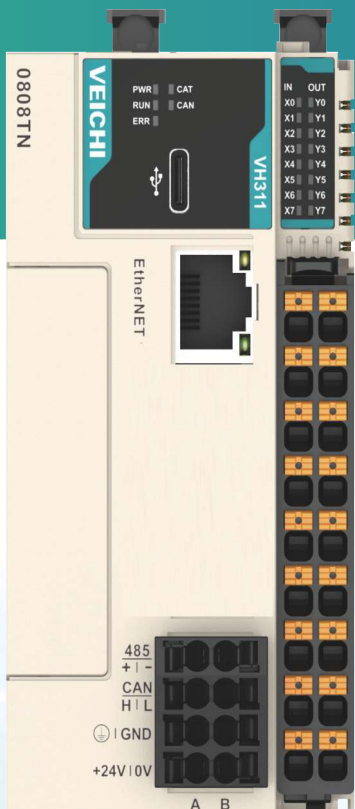 0808TN
VEICHI
PWR CAT
RUN CAN
ERR
VH311
IN OUT
X0 Y0
X1 Y1
X2 Y2
X3 Y3
X4 Y4
X5 Y5
X6 Y6
X7 Y7
EtherNET
485
+ | -
CAN
H | L
| GND
+24V | 0V
A B